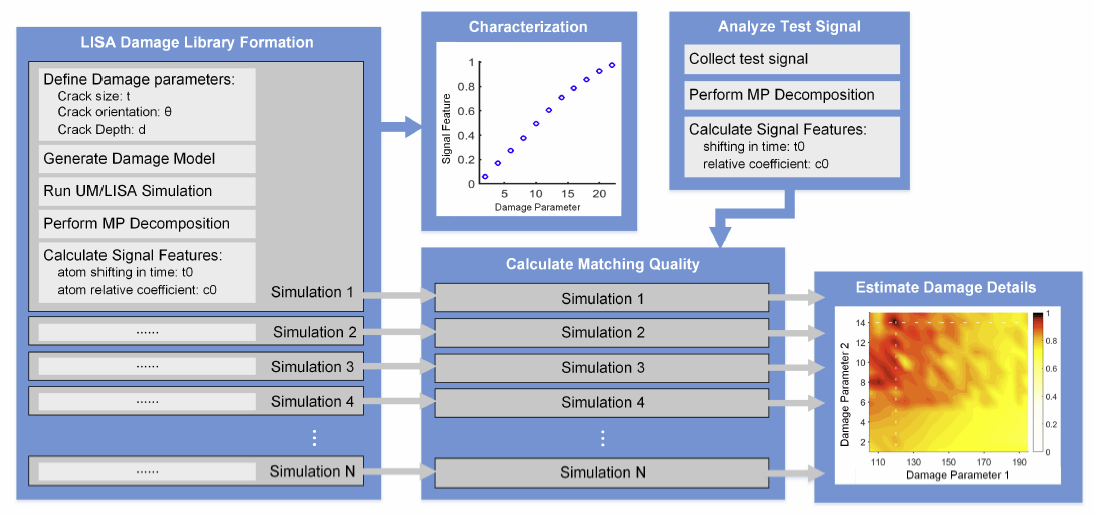 LISA Damage Library Formation
Define Damage parameters:
Crack size: t
Crack orientation: θ
Crack Depth: d
Generate Damage Model
Run UM/LISA Simulation
Perform MP Decomposition
Calculate Signal Features:
atom shifting in time: t0
atom relative coefficient: c0
Simulation 1
...... Simulation 2
...... Simulation 3
...... Simulation 4
...
...... Simulation N
Characterization
Signal Feature
1
0.8
0.6
0.4
0.2
0
5 10 15 20
Damage Parameter
Analyze Test Signal
Collect test signal
Perform MP Decomposition
Calculate Signal Features:
shifting in time: t0
relative coefficient: c0
Calculate Matching Quality
Simulation 1
Simulation 2
Simulation 3
Simulation 4
...
Simulation N
Estimate Damage Details
Damage Parameter 2
14
12
10
8
6
4
2
110 130 150 170 190
Damage Parameter 1
1
0.8
0.6
0.4
0.2
0